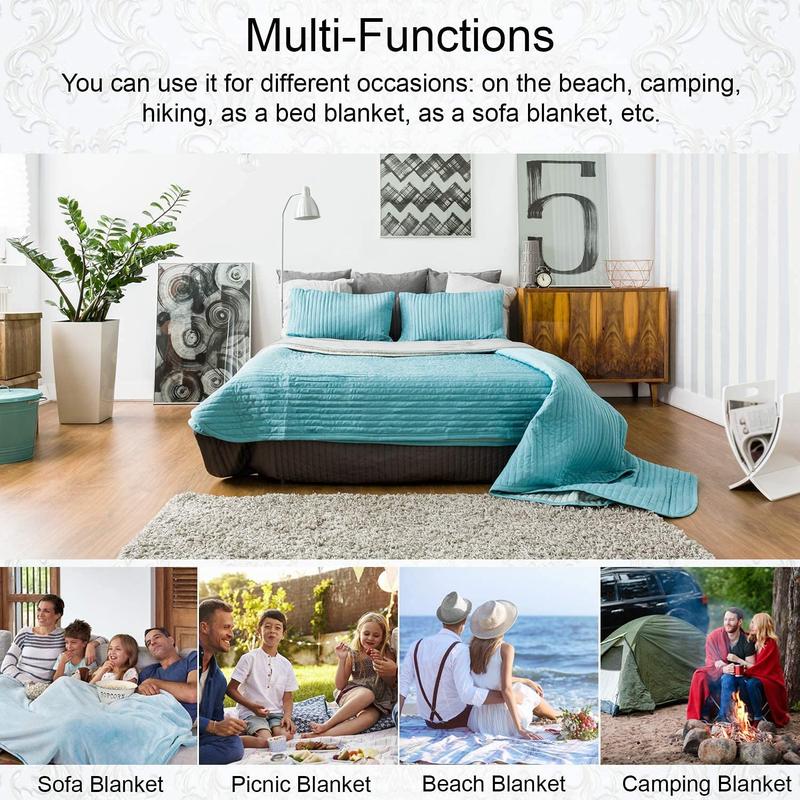 Multi-Functions
You can use it for different occasions: on the beach, camping,
hiking, as a bed blanket, as a sofa blanket, etc.
5
POPCORN
Sofa Blanket
Picnic Blanket
Beach Blanket
Camping Blanket